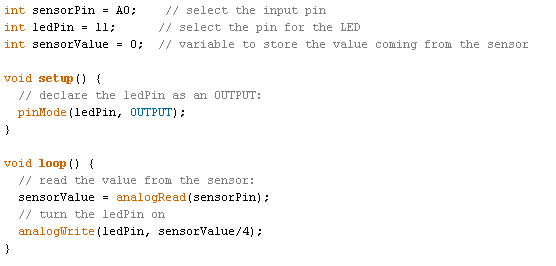 int sensorPin = A0;    // select the input pin
int ledPin = 11;      // select the pin for the LED
int sensorValue = 0;  // variable to store the value coming from the sensor

void setup() {
  // declare the ledPin as an OUTPUT:
  pinMode(ledPin, OUTPUT);
}

void loop() {
  // read the value from the sensor:
  sensorValue = analogRead(sensorPin);
  // turn the ledPin on
  analogWrite(ledPin, sensorValue/4);
}